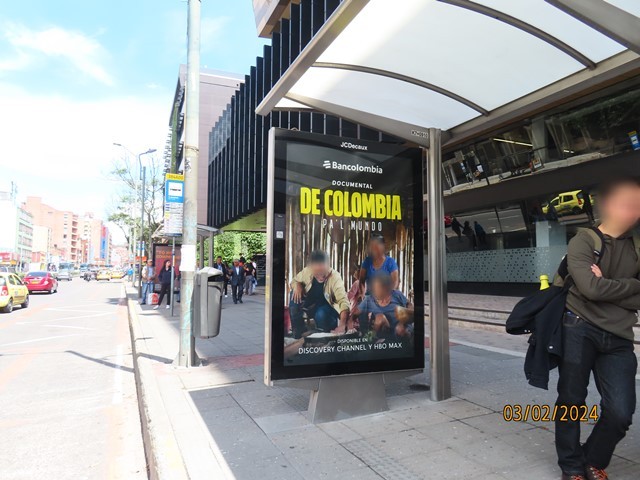 JCDecaux
Bancolombia
DOCUMENTAL
DE COLOMBIA
PA'L MUNDO
DISPONIBLE EN
DISCOVERY CHANNEL Y HBO MAX
03/02/2024